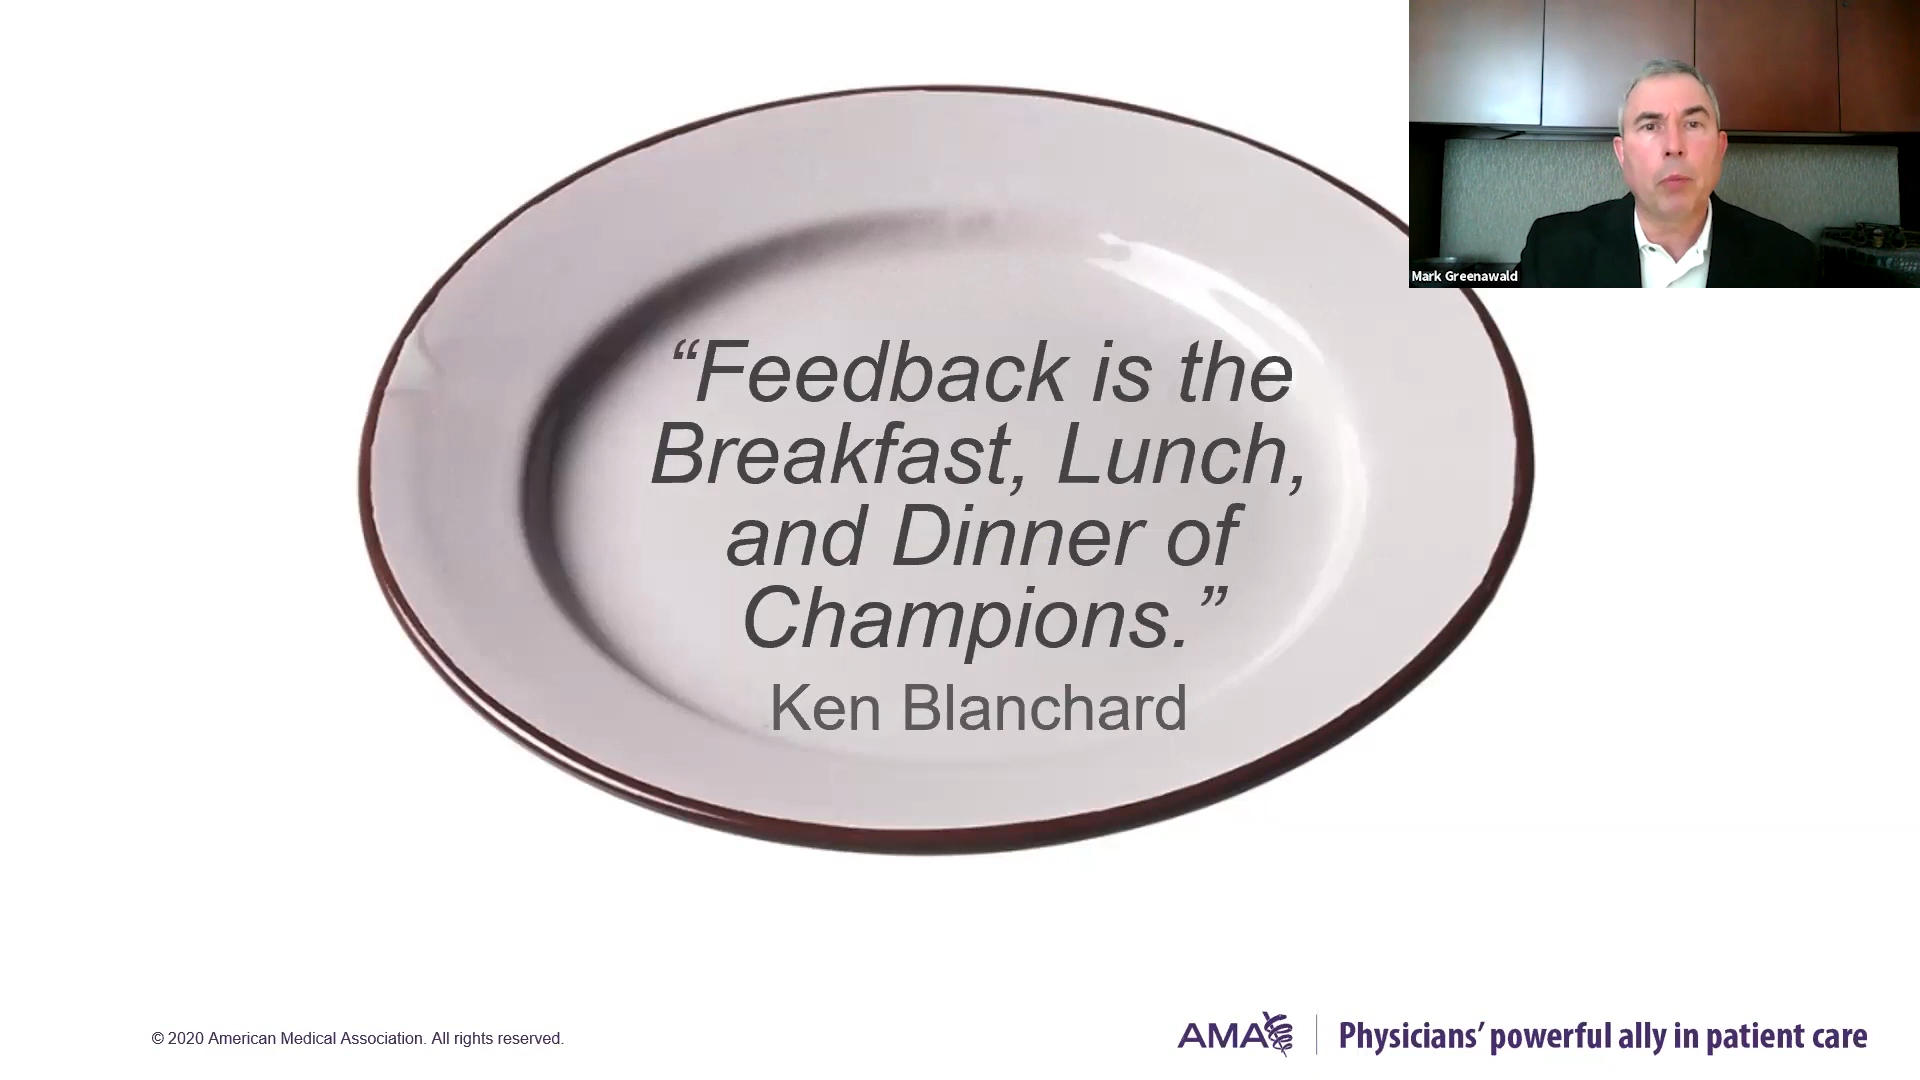 “Feedback is the
Breakfast, Lunch,
and Dinner of
Champions.”
Ken Blanchard
Mark Greenawald
© 2020 American Medical Association. All rights reserved.
AMA
Physicians’ powerful ally in patient care